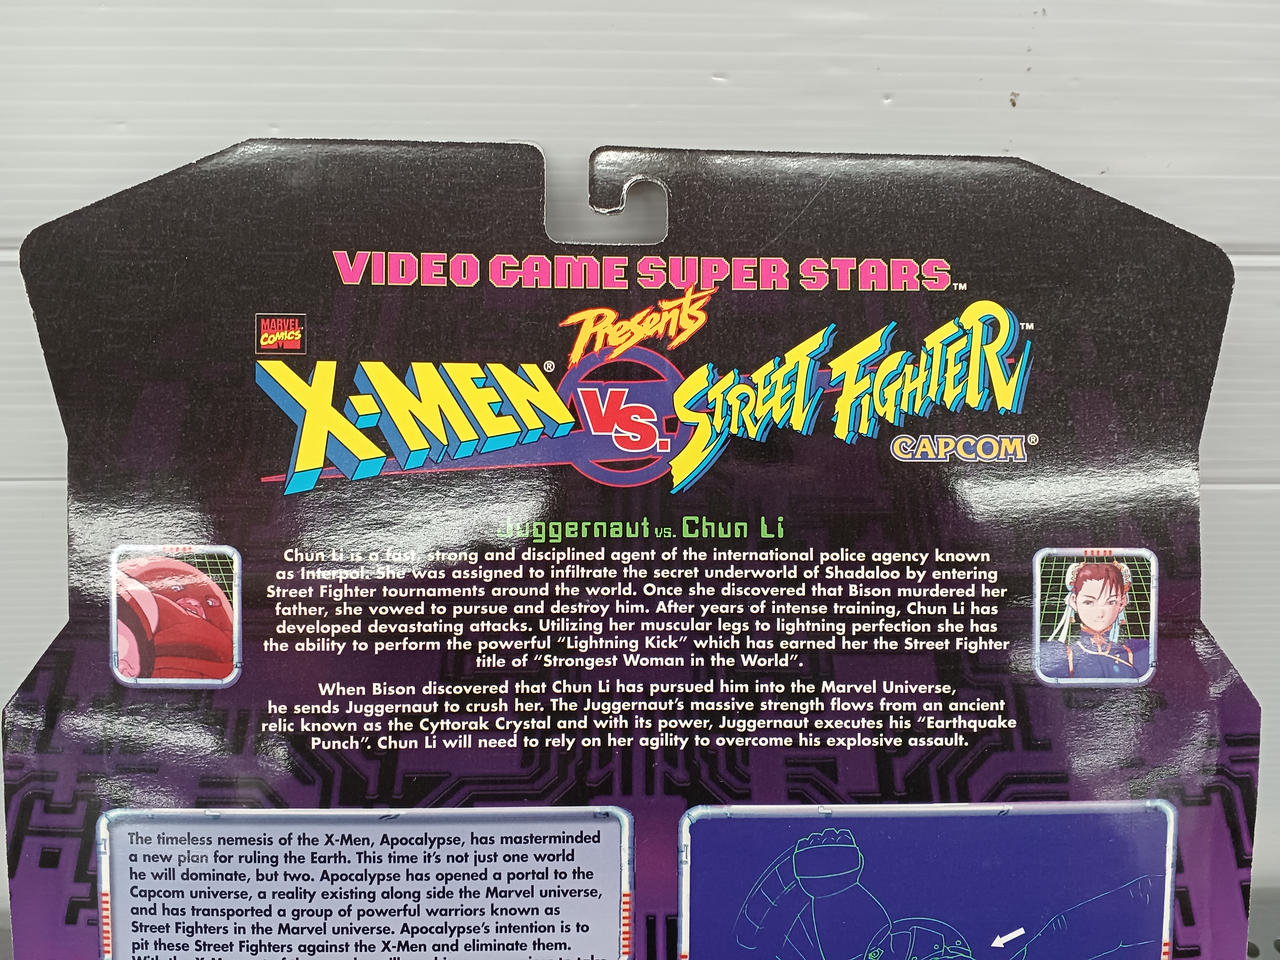 VIDEO GAME SUPER STARS™
Presents
MARVEL
COMICS
X-MEN® VS. STREET FIGHTER™
CAPCOM®
Juggernaut vs. Chun Li
Chun Li is a fast, strong and disciplined agent of the international police agency known
as Interpol. She was assigned to infiltrate the secret underworld of Shadaloo by entering
Street Fighter tournaments around the world. Once she discovered that Bison murdered her
father, she vowed to pursue and destroy him. After years of intense training, Chun Li has
developed devastating attacks. Utilizing her muscular legs to lightning perfection she has
the ability to perform the powerful “Lightning Kick” which has earned her the Street Fighter
title of “Strongest Woman in the World”.
When Bison discovered that Chun Li has pursued him into the Marvel Universe,
he sends Juggernaut to crush her. The Juggernaut’s massive strength flows from an ancient
relic known as the Cyttorak Crystal and with its power, Juggernaut executes his “Earthquake
Punch”. Chun Li will need to rely on her agility to overcome his explosive assault.
The timeless nemesis of the X-Men, Apocalypse, has masterminded
a new plan for ruling the Earth. This time it’s not just one world
he will dominate, but two. Apocalypse has opened a portal to the
Capcom universe, a reality existing along side the Marvel universe,
and has transported a group of powerful warriors known as
Street Fighters in the Marvel universe. Apocalypse’s intention is to
pit these Street Fighters against the X-Men and eliminate them.